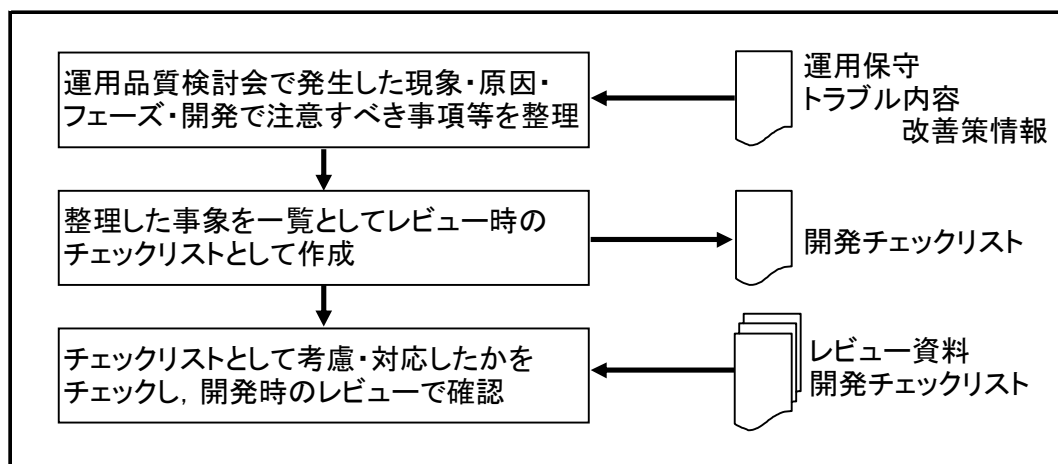 運用品質検討会で発生した現象・原因・
フェーズ・開発で注意すべき事項等を整理
運用保守
トラブル内容
改善策情報
整理した事象を一覧としてレビュー時の
チェックリストとして作成
開発チェックリスト
チェックリストとして考慮・対応したかを
チェックし，開発時のレビューで確認
レビュー資料
開発チェックリスト